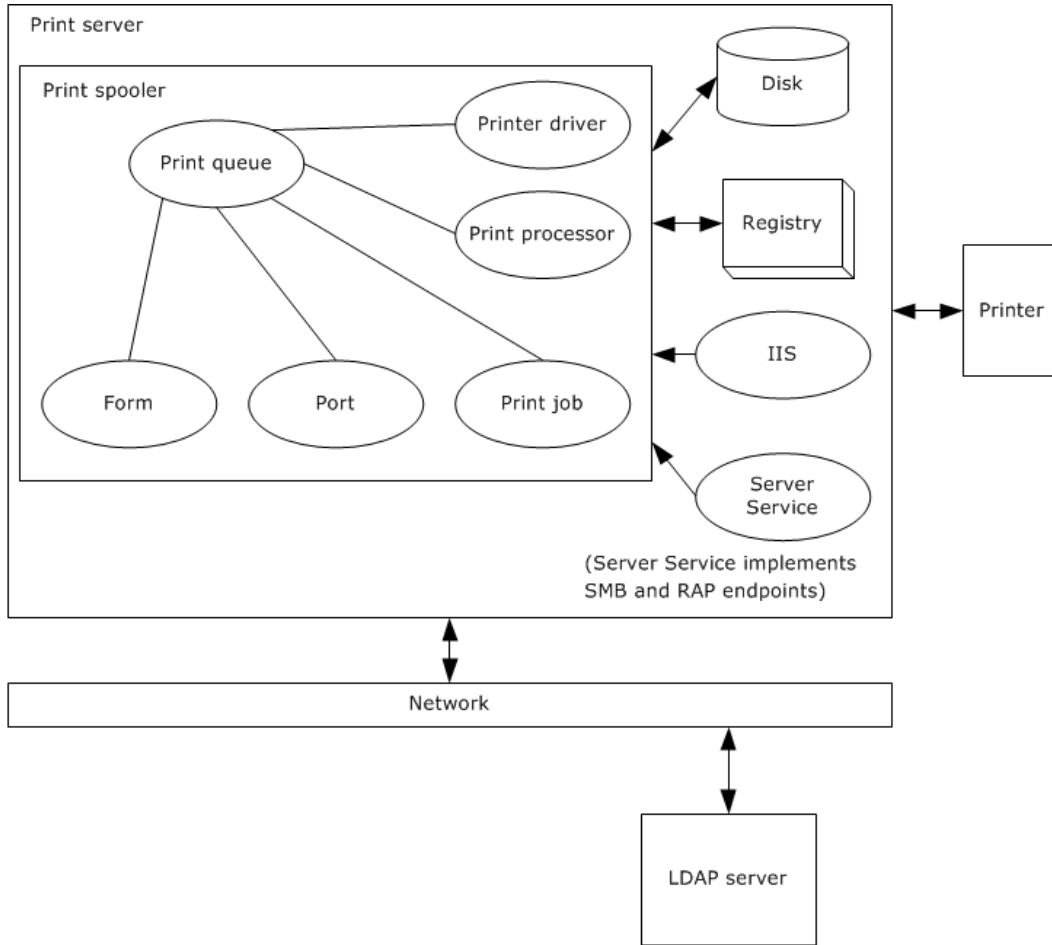 Print server
Print spooler
Disk
Printer driver
Print queue
Print processor
Registry
Printer
IIS
Form
Port
Print job
Server
Service
(Server Service implements
SMB and RAP endpoints)
Network
LDAP server